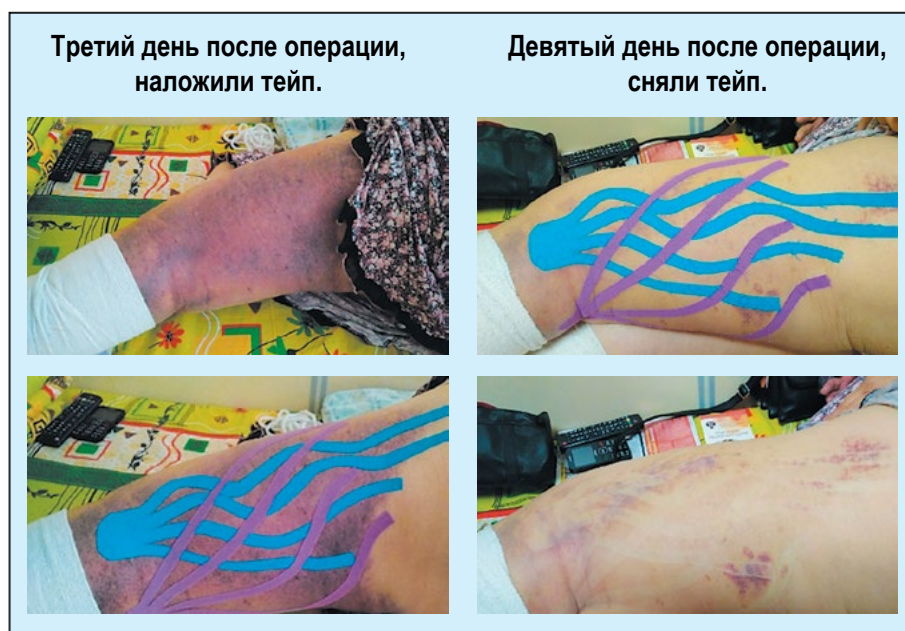 Третий день после операции,
наложили тейп.
Девятый день после операции,
сняли тейп.